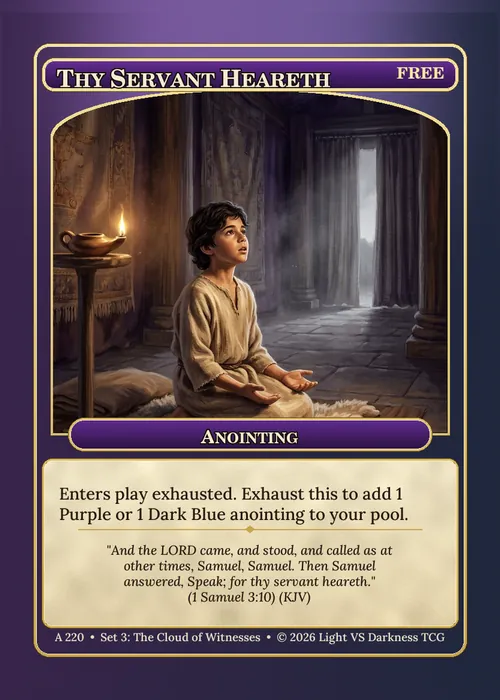 Thy Servant Heareth
FREE
Anointing
Enters play exhausted. Exhaust this to add 1
Purple or 1 Dark Blue anointing to your pool.
"And the LORD came, and stood, and called as at
other times, Samuel, Samuel. Then Samuel
answered, Speak; for thy servant heareth."
(1 Samuel 3:10) (KJV)
A 220 • Set 3: The Cloud of Witnesses • © 2026 Light VS Darkness TCG